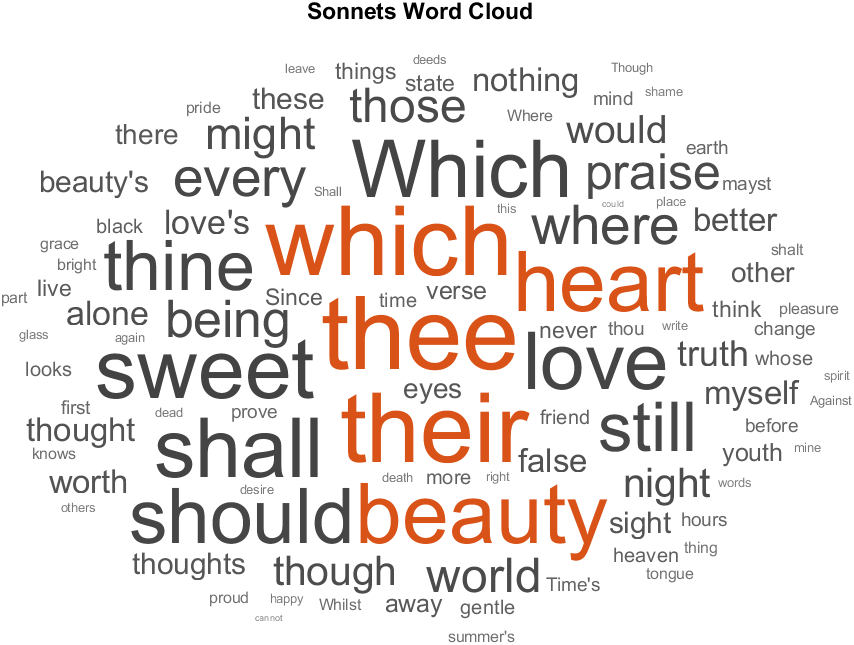 Sonnets Word Cloud
deeds
leave things state nothing Though
pride these those mind shame
there might Where would earth
beauty's every Which praise mayst
Shall this could place
black love's which where better
grace thine heart shalt
bright Since time verse other
part live
alone being thee never thou write think pleasure
glass again change
looks sweet love truth whose
eyes spirit
first dead prove their friend still myself Against
thought before
knows shall false youth mine
worth desire death more right night words
others should beauty sight hours
thoughts though world heaven thing
Time's tongue
proud happy Whilst away gentle
cannot
summer's